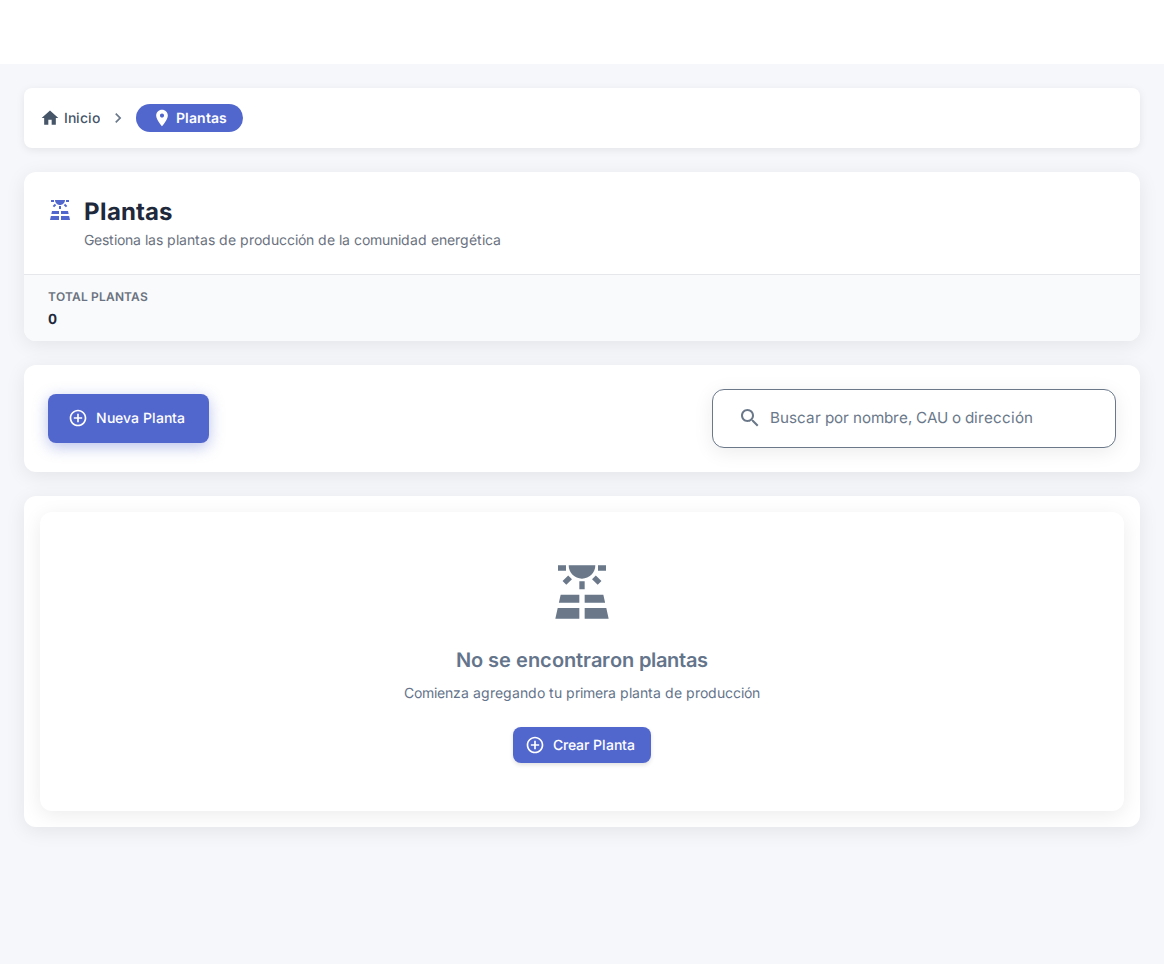 Inicio
Plantas
Plantas
Gestiona las plantas de producción de la comunidad energética
TOTAL PLANTAS
0
Nueva Planta
Buscar por nombre, CAU o dirección
No se encontraron plantas
Comienza agregando tu primera planta de producción
Crear Planta